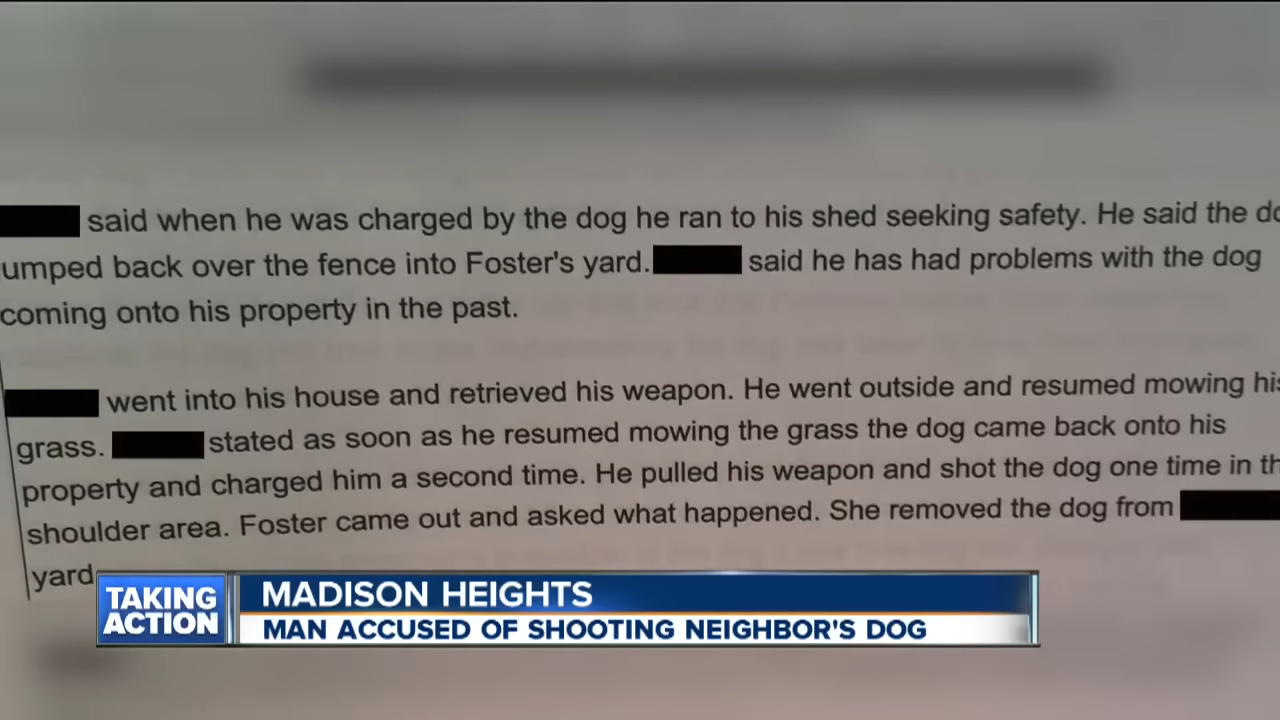 said when he was charged by the dog he ran to his shed seeking safety. He said the do
umped back over the fence into Foster's yard. said he has had problems with the dog
coming onto his property in the past.
went into his house and retrieved his weapon. He went outside and resumed mowing his
grass. stated as soon as he resumed mowing the grass the dog came back onto his
property and charged him a second time. He pulled his weapon and shot the dog one time in th
shoulder area. Foster came out and asked what happened. She removed the dog from
yard
TAKING
ACTION
MADISON HEIGHTS
MAN ACCUSED OF SHOOTING NEIGHBOR'S DOG